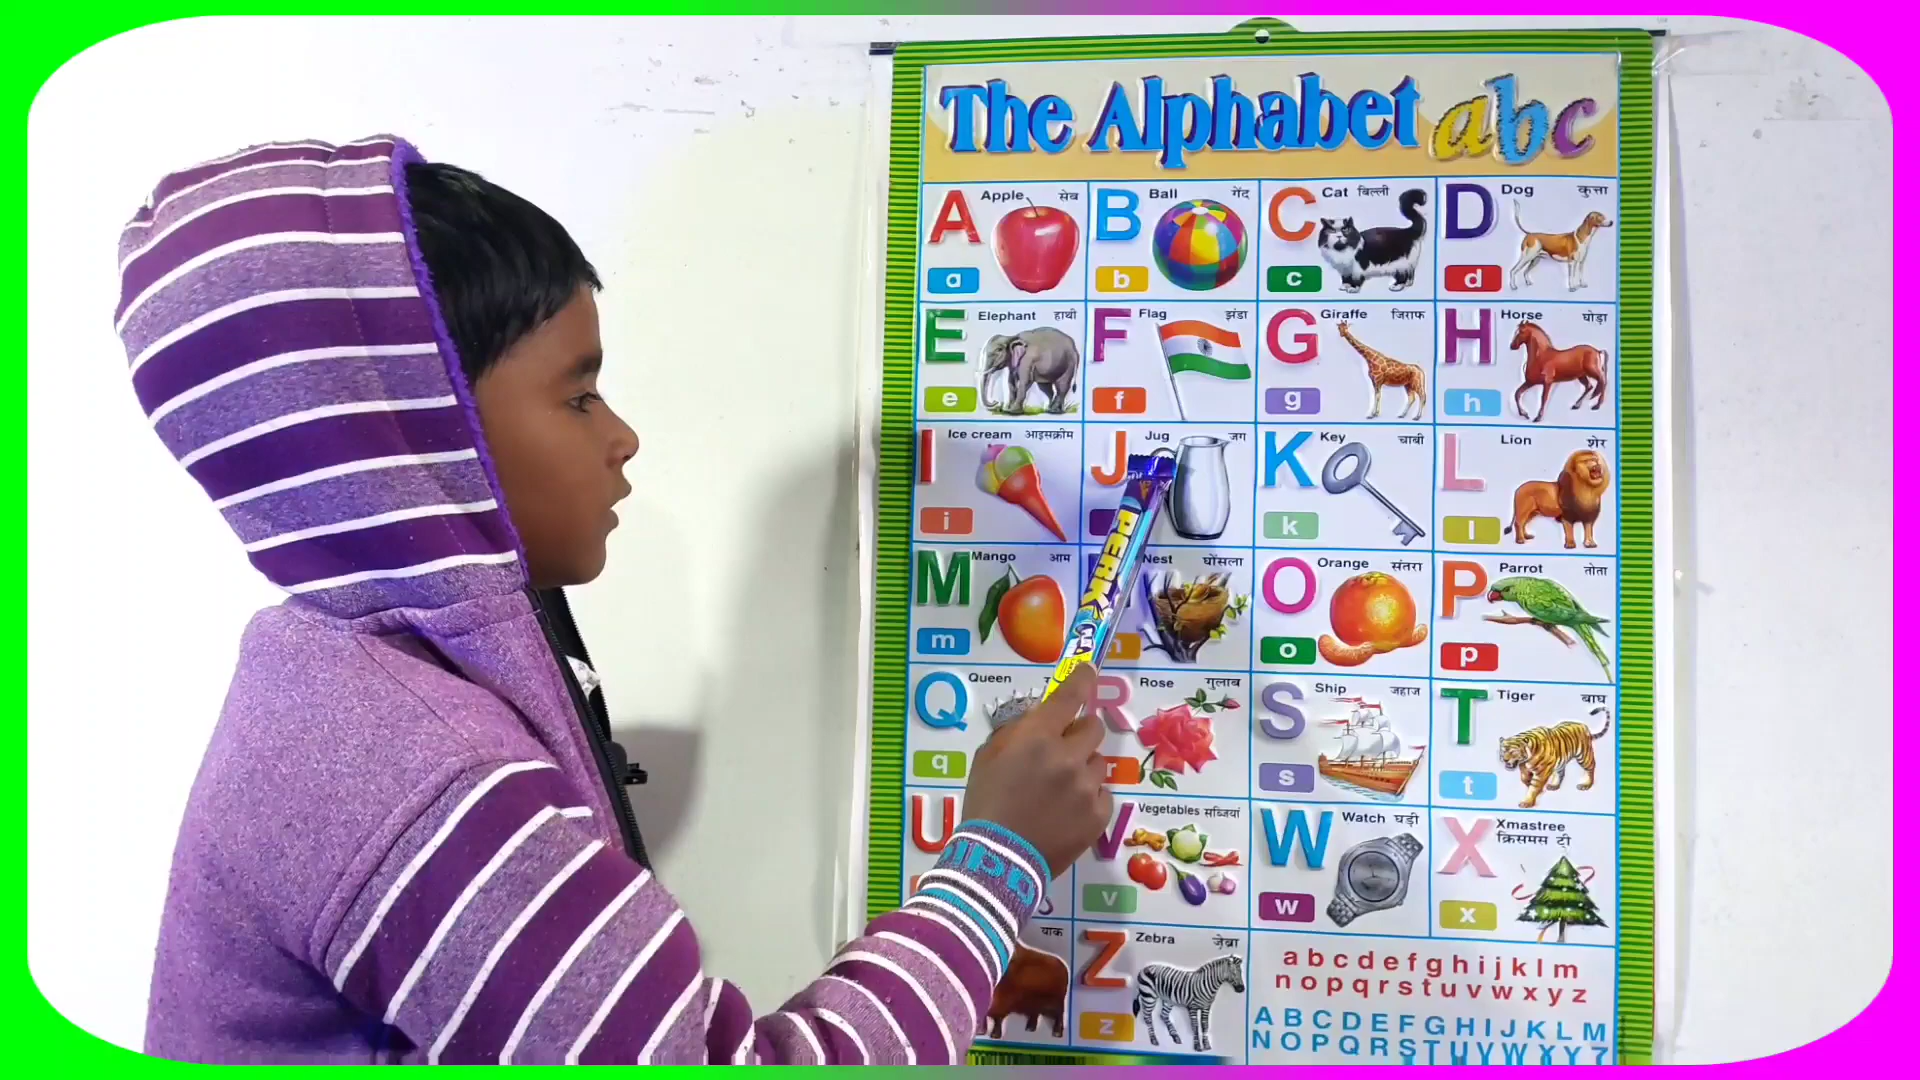 The Alphabet abc
A Apple सेब
a
B Ball गेंद
b
C Cat बिल्ली
c
D Dog कुत्ता
d
E Elephant हाथी
e
F Flag झंडा
f
G Giraffe जिराफ
g
H Horse घोड़ा
h
I Ice cream आइसक्रीम
i
J Jug जग
K Key चाबी
k
L Lion शेर
l
M Mango आम
m
Nest घोंसला
n
O Orange संतरा
o
P Parrot तोता
p
Q Queen
q
R Rose गुलाब
r
S Ship जहाज
s
T Tiger बाघ
t
U
V Vegetables सब्जियां
v
W Watch घड़ी
w
X Xmastree
क्रिसमस ट्री
x
याक
Z Zebra ज़ेब्रा
z
a b c d e f g h i j k l m
n o p q r s t u v w x y z
A B C D E F G H I J K L M
N O P Q R S T U V W X Y Z
PERK